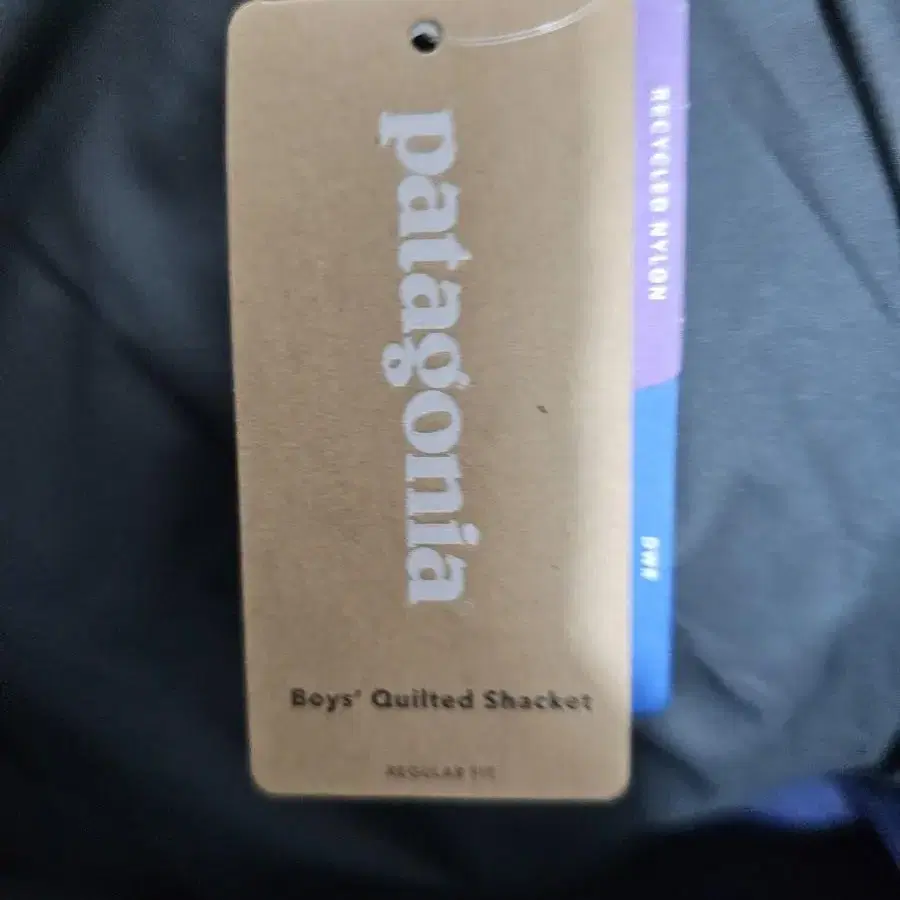 patagonia
RECYCLED NYLON
DWR
Boys' Quilted Shacket
REGULAR FIT